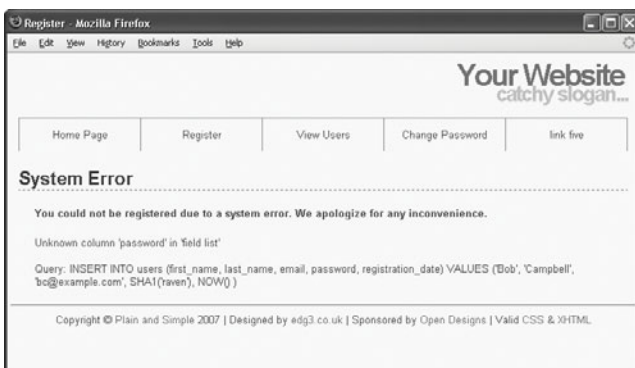 Register - Mozilla Firefox
File Edit View History Bookmarks Tools Help
Your Website
catchy slogan...
Home Page Register View Users Change Password link five
System Error
You could not be registered due to a system error. We apologize for any inconvenience.
Unknown column 'password' in 'field list'
Query: INSERT INTO users (first_name, last_name, email, password, registration_date) VALUES ('Bob', 'Campbell',
'bc@example.com', SHA1('raven'), NOW() )
Copyright © Plain and Simple 2007 | Designed by edg3.co.uk | Sponsored by Open Designs | Valid CSS & XHTML